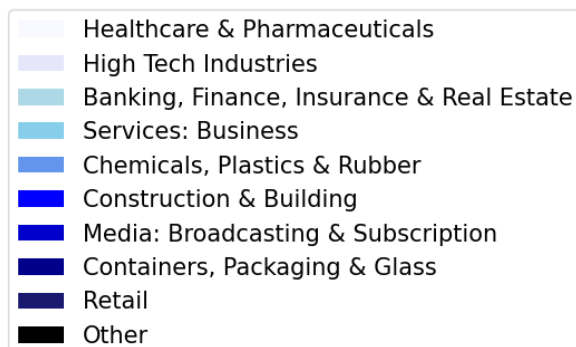 Healthcare & Pharmaceuticals
High Tech Industries
Banking, Finance, Insurance & Real Estate
Services: Business
Chemicals, Plastics & Rubber
Construction & Building
Media: Broadcasting & Subscription
Containers, Packaging & Glass
Retail
Other